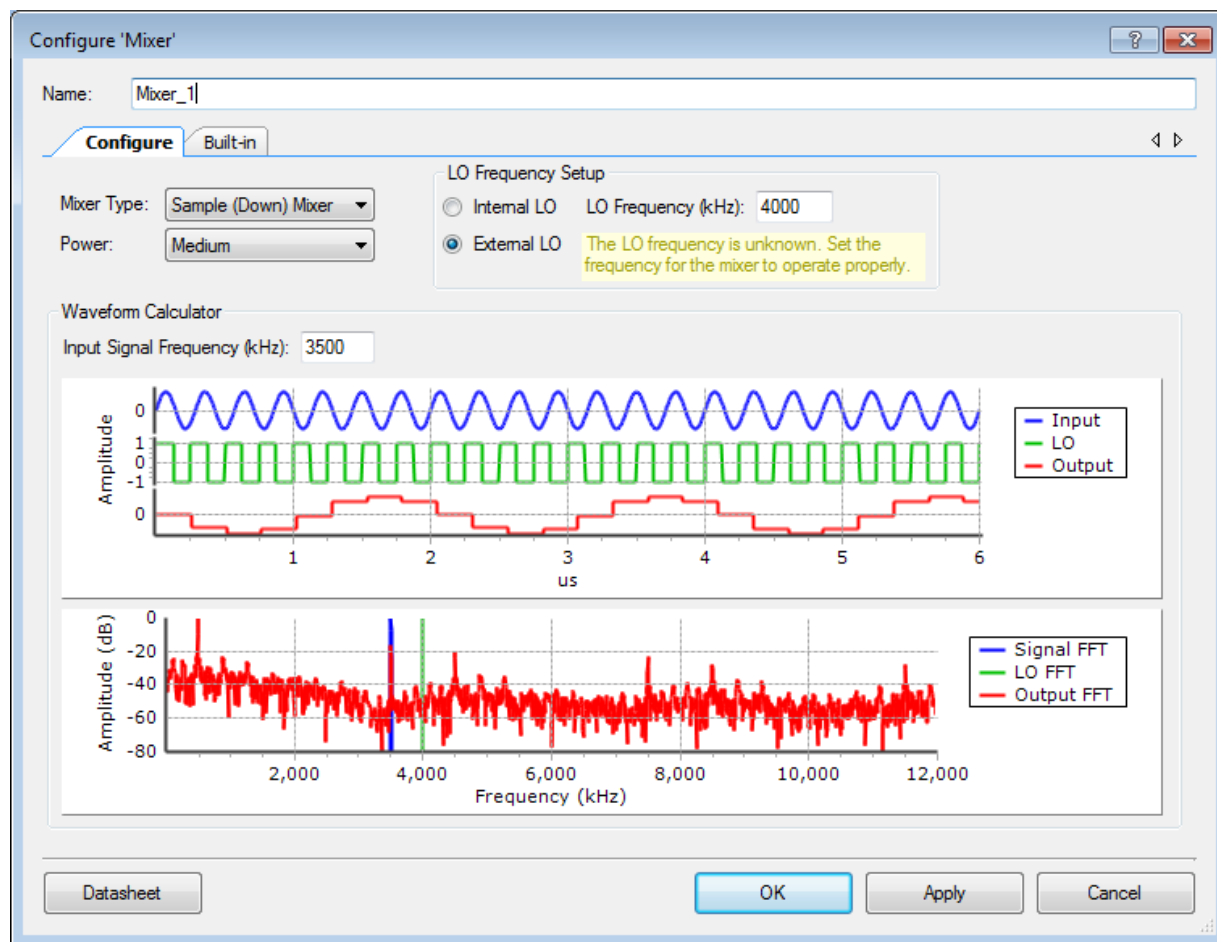 Configure 'Mixer'
Name: Mixer_1
Configure Built-in
Mixer Type: Sample (Down) Mixer
Power: Medium
LO Frequency Setup
Internal LO LO Frequency (kHz): 4000
External LO The LO frequency is unknown. Set the
frequency for the mixer to operate properly.
Waveform Calculator
Input Signal Frequency (kHz): 3500
Amplitude
0
1
0
-1
0
1 2 3 4 5 6
us
Input
LO
Output
Amplitude (dB)
0
-20
-40
-60
-80
2,000 4,000 6,000 8,000 10,000 12,000
Frequency (kHz)
Signal FFT
LO FFT
Output FFT
Datasheet OK Apply Cancel